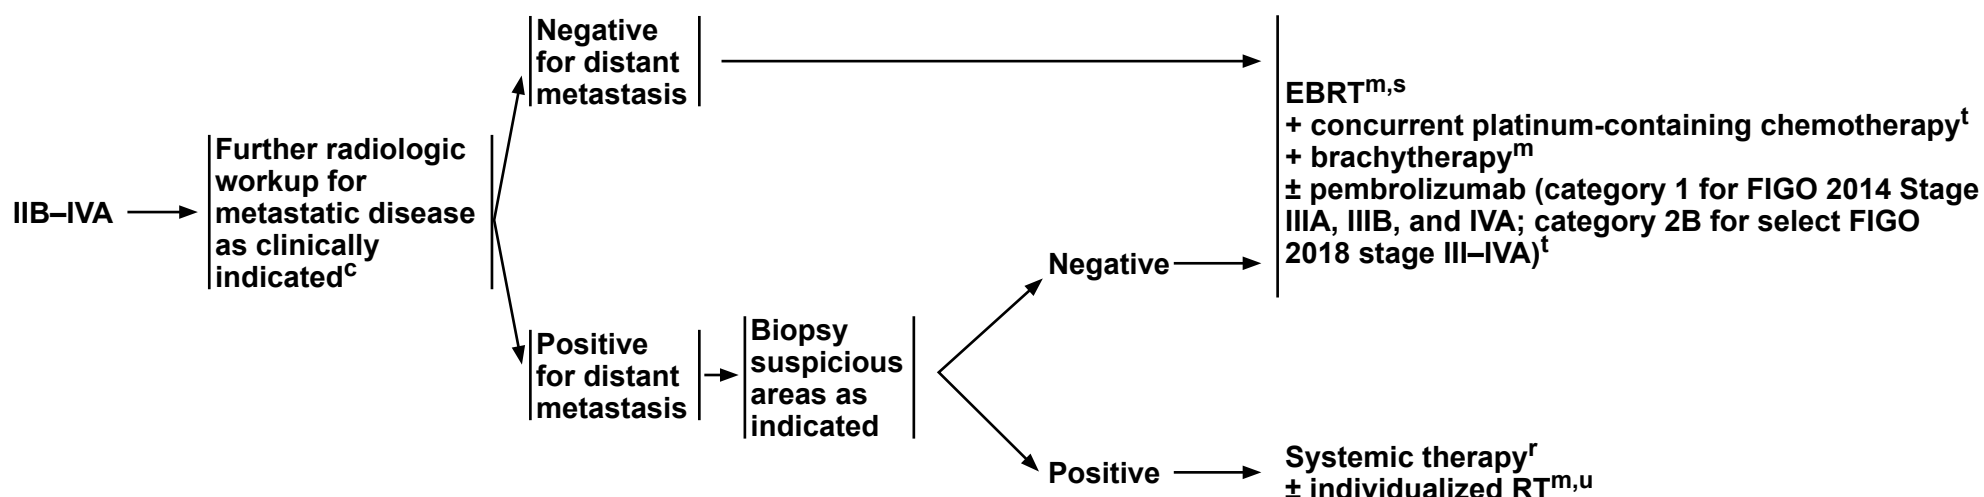 IIB–IVA
Further radiologic
workup for
metastatic disease
as clinically
indicatedᶜ
Negative
for distant
metastasis
Positive
for distant
metastasis
Biopsy
suspicious
areas as
indicated
Negative
Positive
EBRTᵐ,ˢ
+ concurrent platinum-containing chemotherapyᵗ
+ brachytherapyᵐ
± pembrolizumab (category 1 for FIGO 2014 Stage
IIIA, IIIB, and IVA; category 2B for select FIGO
2018 stage III–IVA)ᵗ
Systemic therapyʳ
± individualized RTᵐ,ᵘ